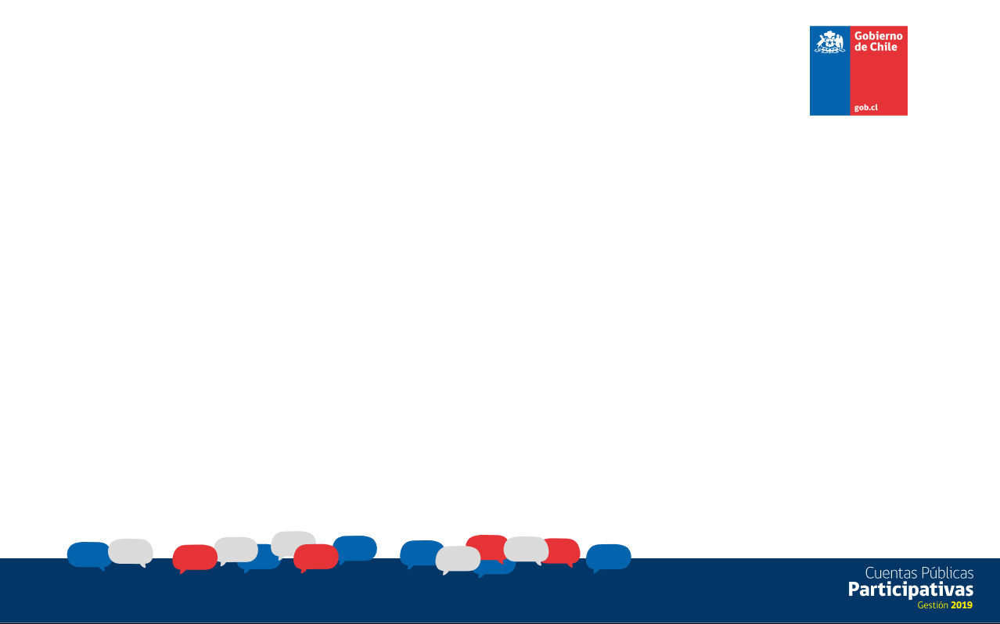 Gobierno
de Chile
gob.cl
Cuentas Públicas
Participativas
Gestión 2019